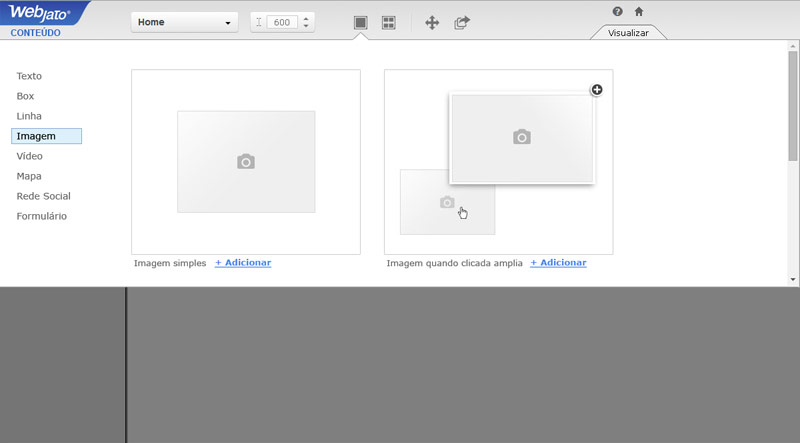 Webjato®
CONTEÚDO
Home
600
Visualizar
Texto
Box
Linha
Imagem
Vídeo
Mapa
Rede Social
Formulário
Imagem simples + Adicionar
Imagem quando clicada amplia + Adicionar